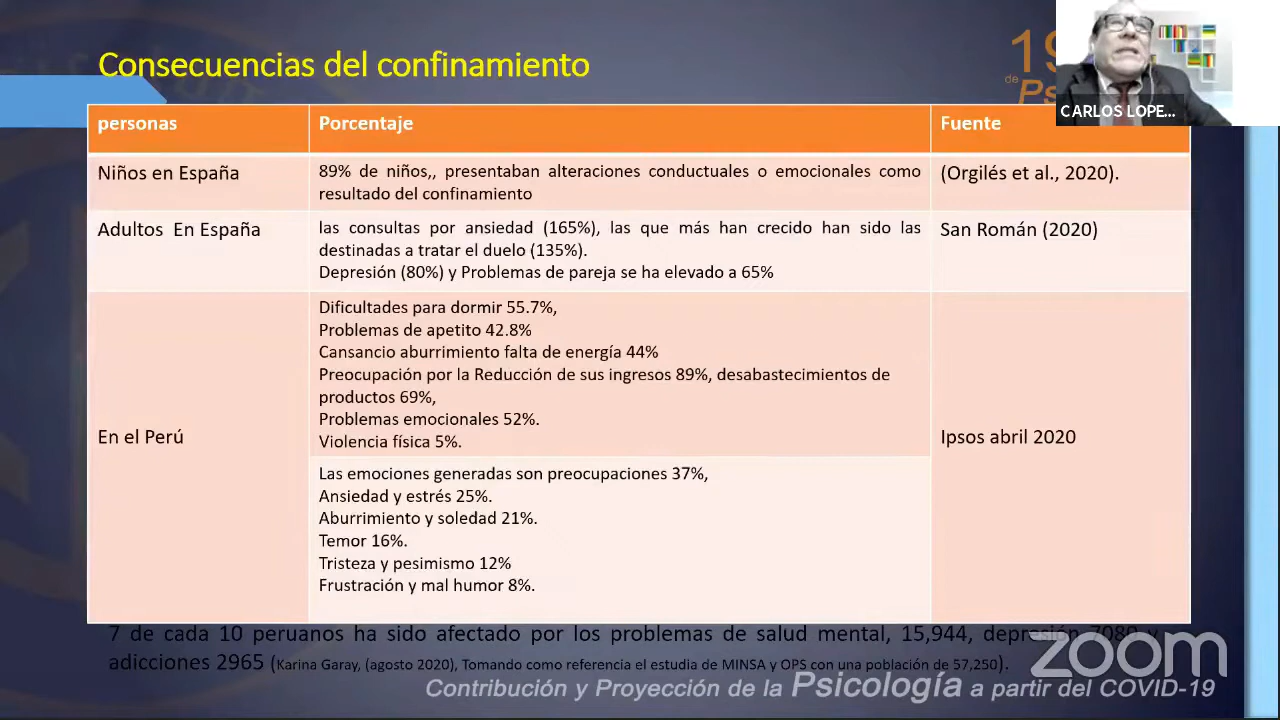 Consecuencias del confinamiento
19
de
CARLOS LOPE...
personas Porcentaje Fuente
Niños en España
89% de niños,, presentaban alteraciones conductuales o emocionales como
resultado del confinamiento
(Orgilés et al., 2020).
Adultos En España
las consultas por ansiedad (165%), las que más han crecido han sido las
destinadas a tratar el duelo (135%).
Depresión (80%) y Problemas de pareja se ha elevado a 65%
San Román (2020)
En el Perú
Dificultades para dormir 55.7%,
Problemas de apetito 42.8%
Cansancio aburrimiento falta de energía 44%
Preocupación por la Reducción de sus ingresos 89%, desabastecimientos de
productos 69%,
Problemas emocionales 52%.
Violencia física 5%.
Las emociones generadas son preocupaciones 37%,
Ansiedad y estrés 25%.
Aburrimiento y soledad 21%.
Temor 16%.
Tristeza y pesimismo 12%
Frustración y mal humor 8%.
Ipsos abril 2020
7 de cada 10 peruanos ha sido afectado por los problemas de salud mental, 15,944, depresión 7089 y
adicciones 2965 (Karina Garay, (agosto 2020), Tomando como referencia el estudia de MINSA y OPS con una población de 57,250).
zoom
Contribución y Proyección de la Psicología a partir del COVID-19